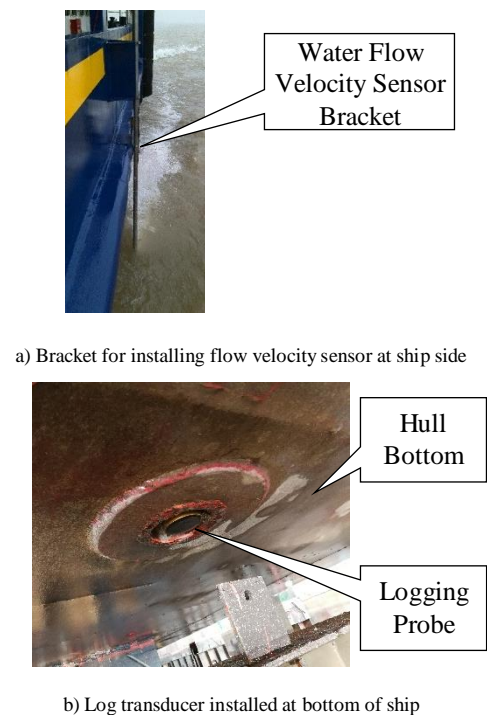 Water Flow
Velocity Sensor
Bracket
a) Bracket for installing flow velocity sensor at ship side
Hull
Bottom
Logging
Probe
b) Log transducer installed at bottom of ship